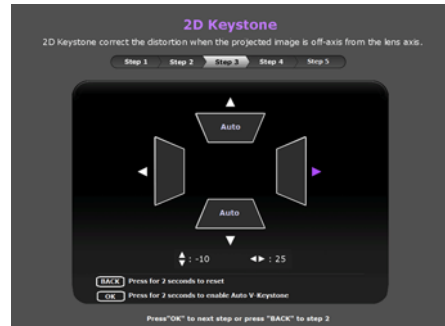 2D Keystone
2D Keystone correct the distortion when the projected image is off-axis from the lens axis.
Step 1 Step 2 Step 3 Step 4 Step 5
Auto
Auto
: -10 : 25
BACK Press for 2 seconds to reset
OK Press for 2 seconds to enable Auto V-Keystone
Press"OK" to next step or press "BACK" to step 2